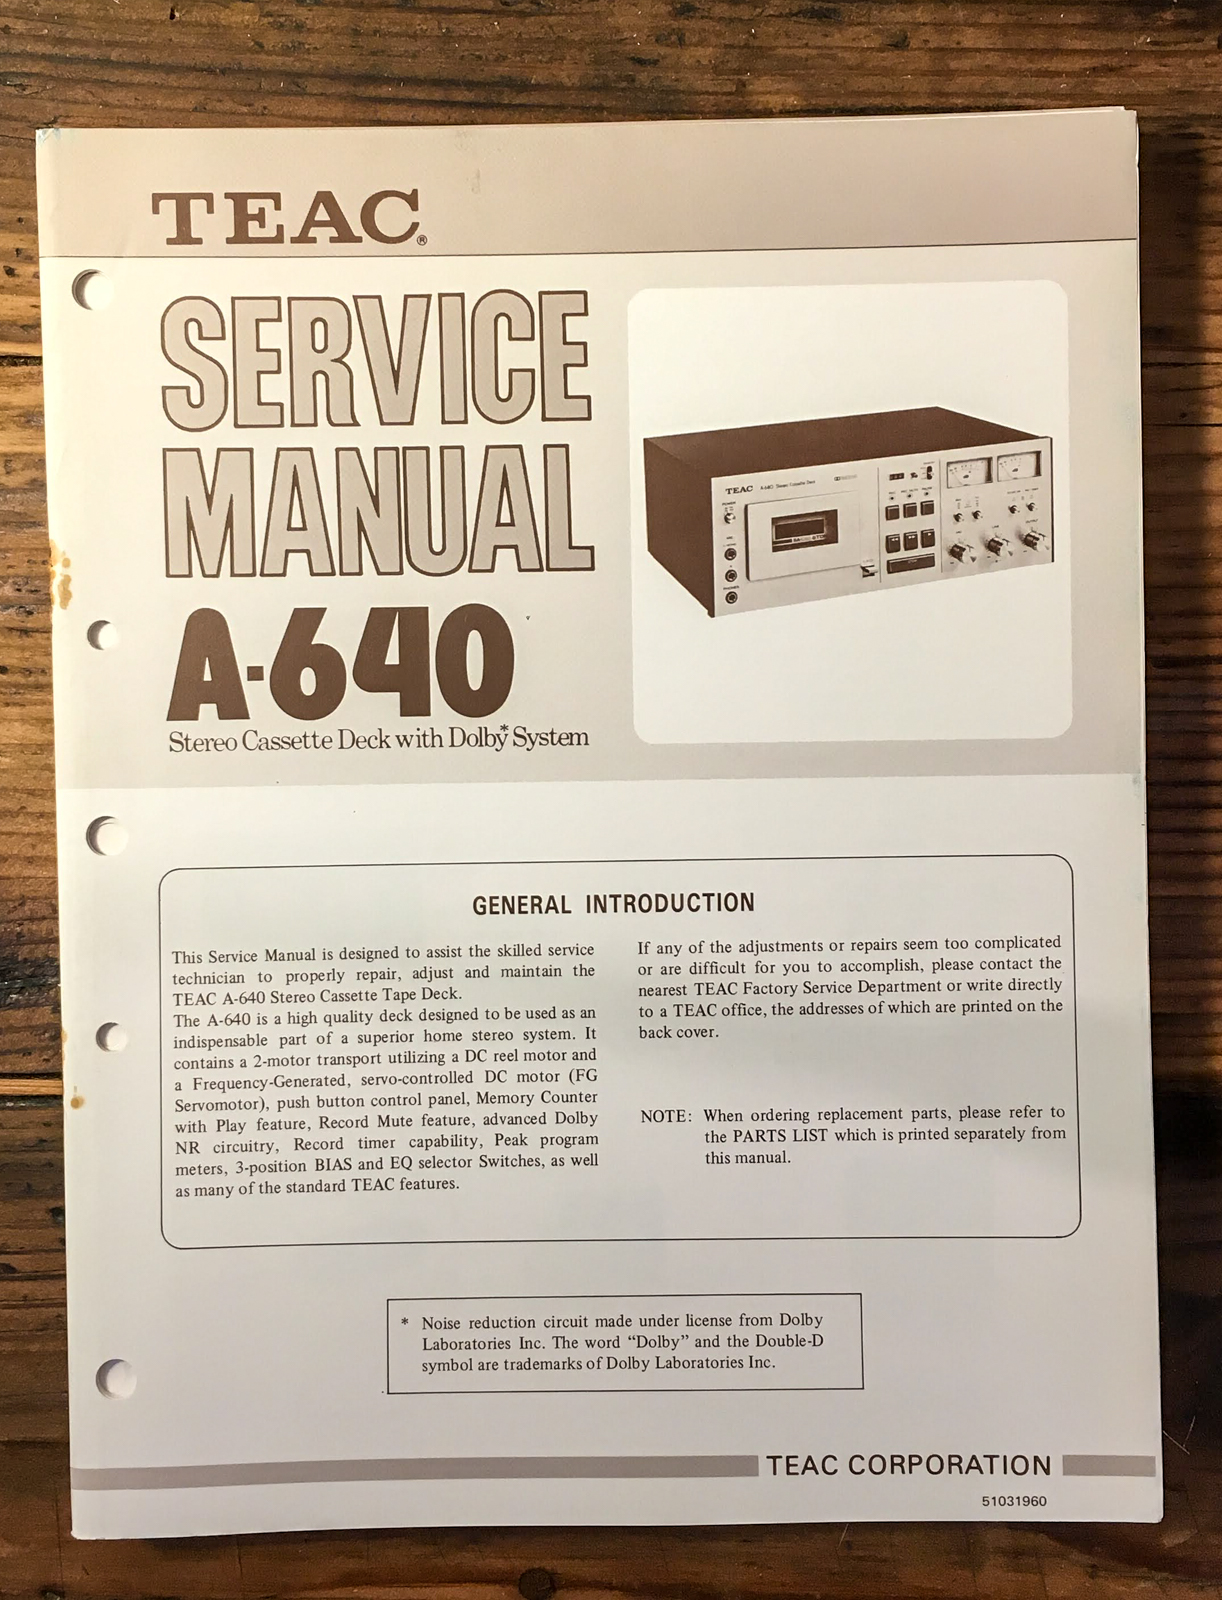 TEAC®
SERVICE
MANUAL
A-640
Stereo Cassette Deck with Dolby* System
TEAC A-640 Stereo Cassette Deck
GENERAL INTRODUCTION
This Service Manual is designed to assist the skilled service
technician to properly repair, adjust and maintain the
TEAC A-640 Stereo Cassette Tape Deck.
The A-640 is a high quality deck designed to be used as an
indispensable part of a superior home stereo system. It
contains a 2-motor transport utilizing a DC reel motor and
a Frequency-Generated, servo-controlled DC motor (FG
Servomotor), push button control panel, Memory Counter
with Play feature, Record Mute feature, advanced Dolby
NR circuitry, Record timer capability, Peak program
meters, 3-position BIAS and EQ selector Switches, as well
as many of the standard TEAC features.
If any of the adjustments or repairs seem too complicated
or are difficult for you to accomplish, please contact the
nearest TEAC Factory Service Department or write directly
to a TEAC office, the addresses of which are printed on the
back cover.
NOTE: When ordering replacement parts, please refer to
the PARTS LIST which is printed separately from
this manual.
* Noise reduction circuit made under license from Dolby
Laboratories Inc. The word “Dolby” and the Double-D
symbol are trademarks of Dolby Laboratories Inc.
TEAC CORPORATION
51031960